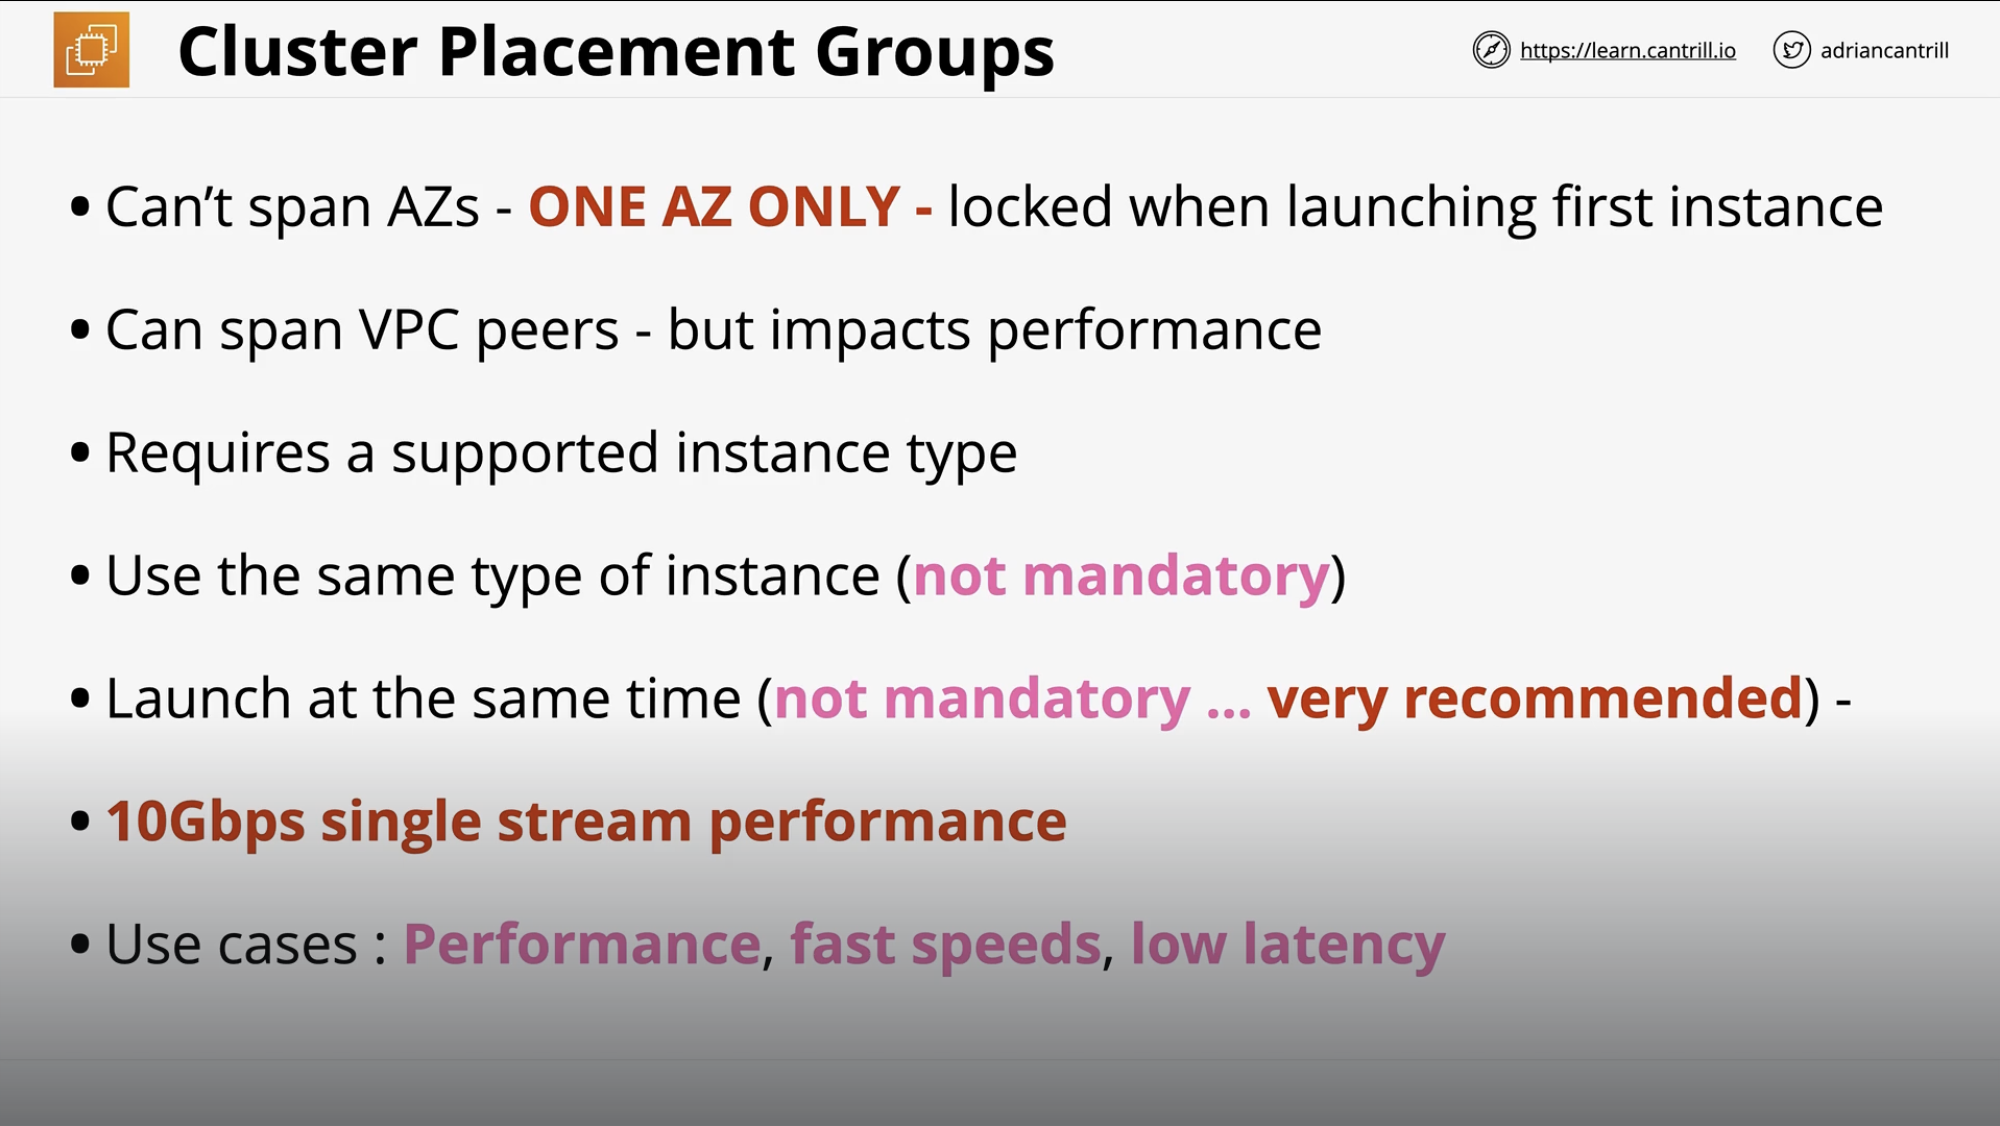 Cluster Placement Groups
https://learn.cantrill.io
adriancantrill
• Can’t span AZs - ONE AZ ONLY - locked when launching first instance
• Can span VPC peers - but impacts performance
• Requires a supported instance type
• Use the same type of instance (not mandatory)
• Launch at the same time (not mandatory ... very recommended) -
• 10Gbps single stream performance
• Use cases : Performance, fast speeds, low latency